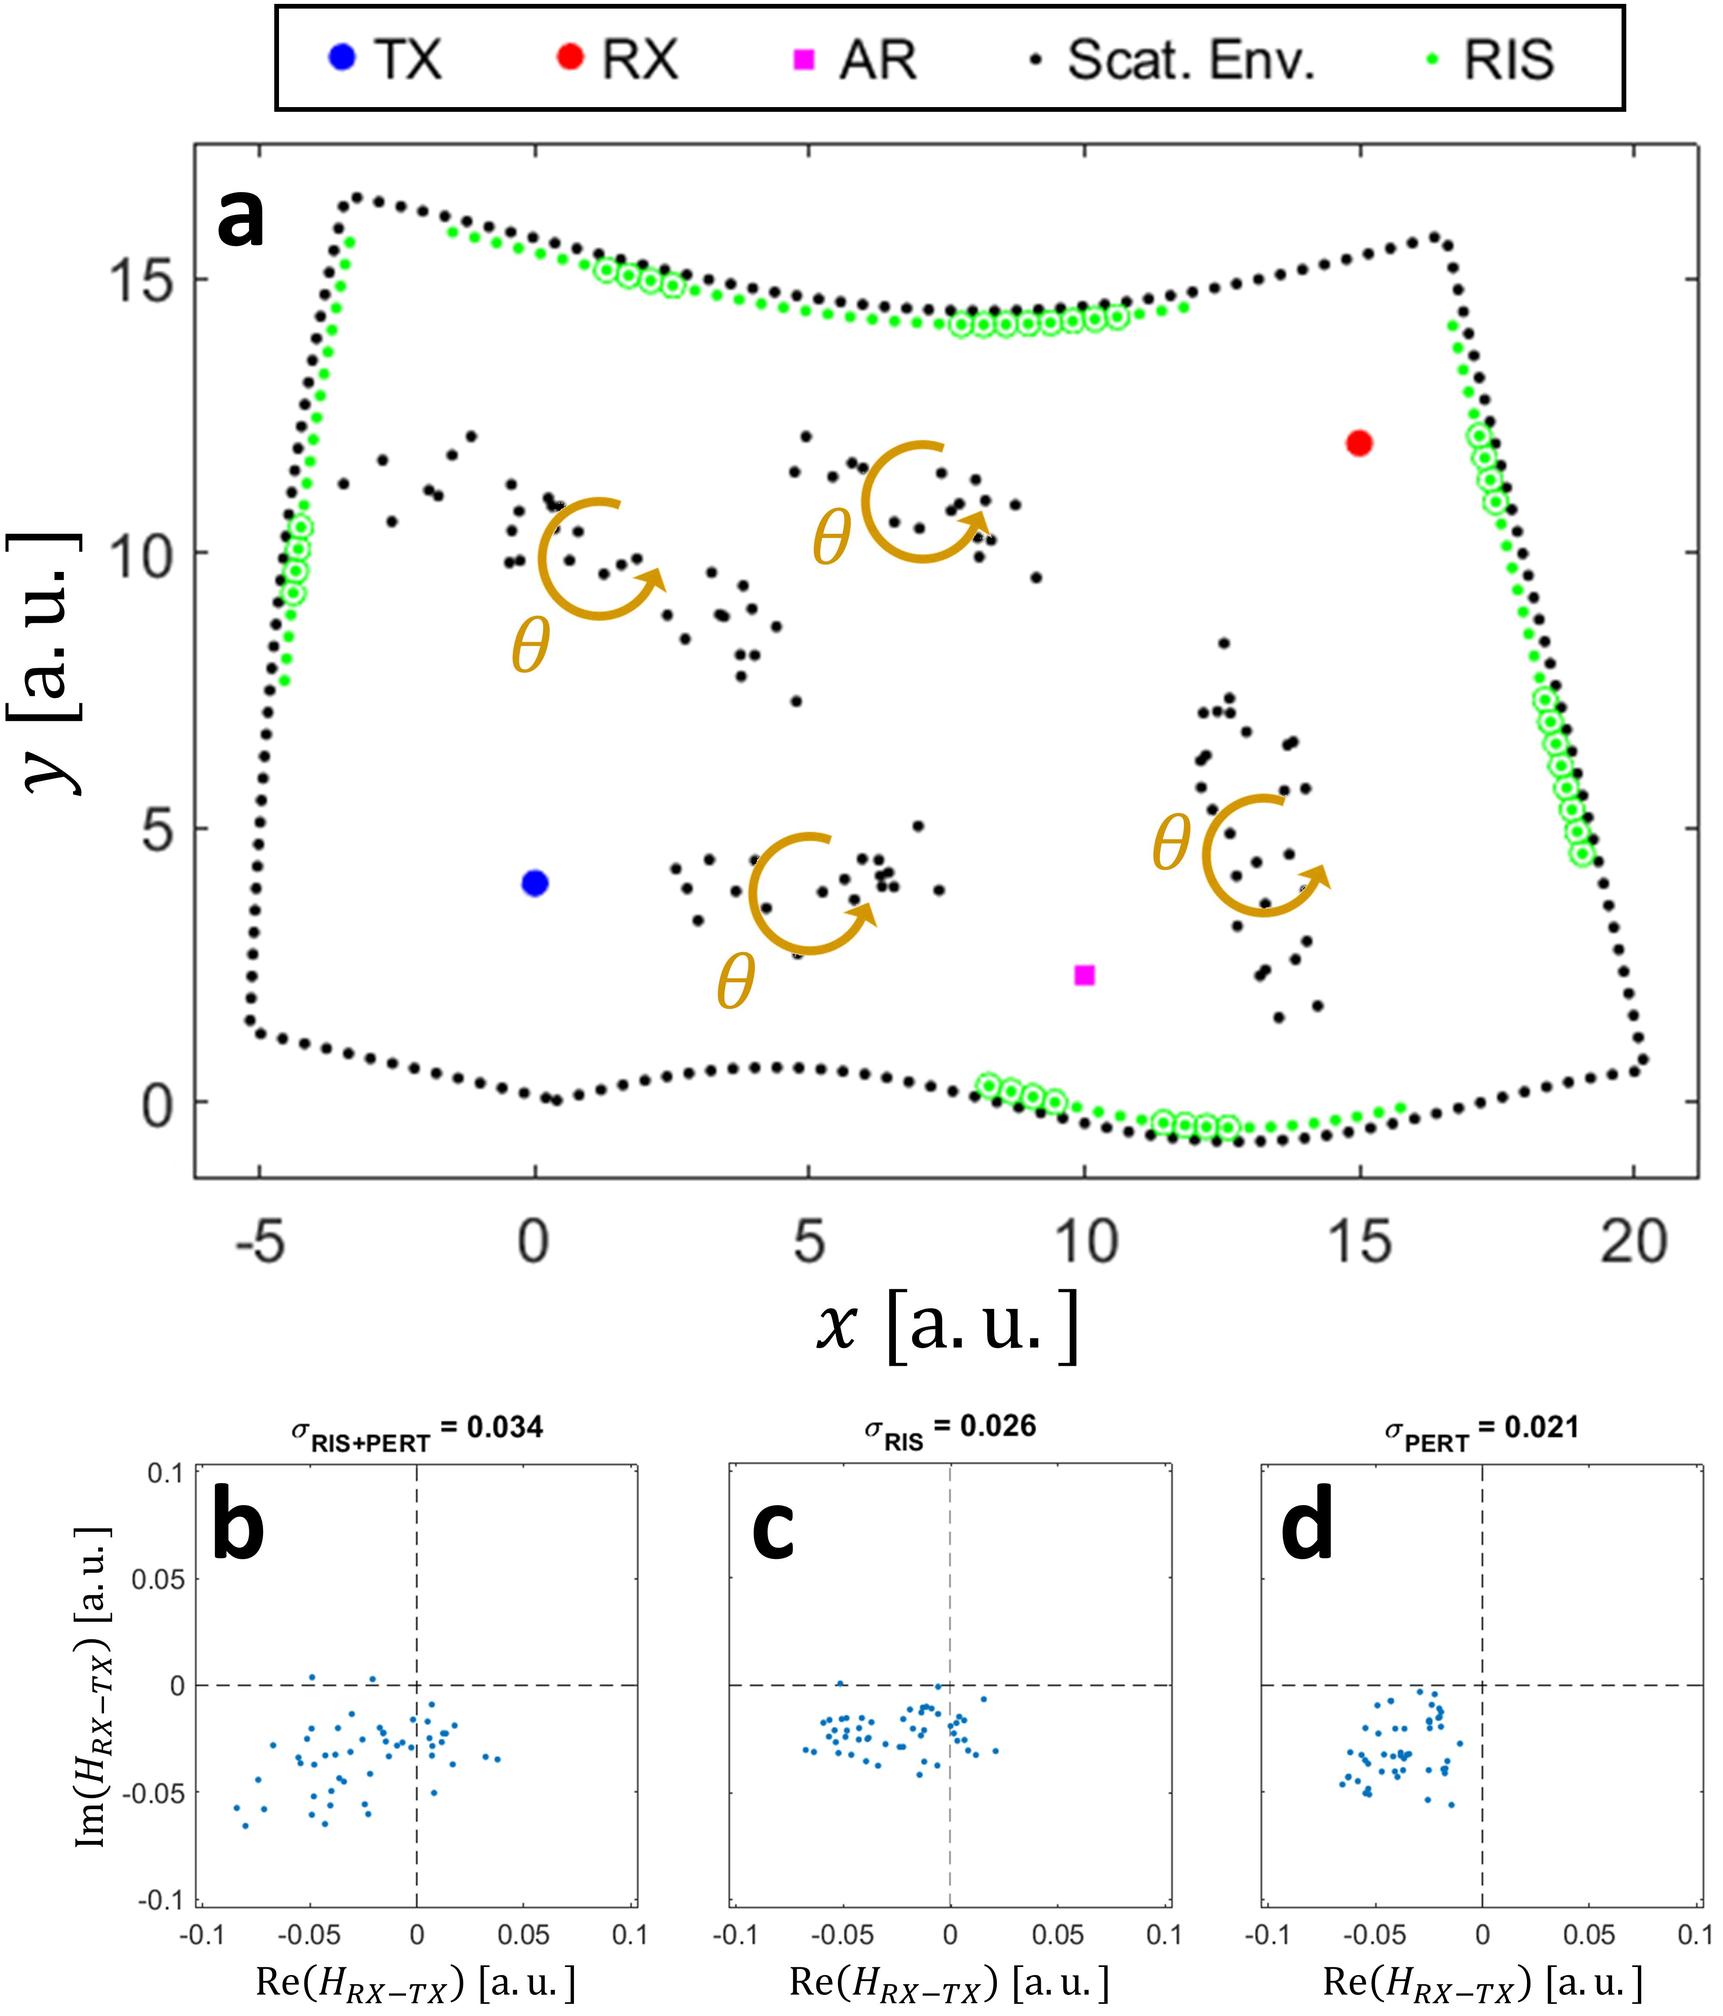 TX RX AR Scat. Env. RIS
a
15
10
5
0
y [a.u.]
θ
θ
θ
θ
-5 0 5 10 15 20
x [a.u.]
σRIS+PERT = 0.034 σRIS = 0.026 σPERT = 0.021
b c d
0.1
0.05
0
-0.05
-0.1
Im(HRX−TX) [a.u.]
-0.1 -0.05 0 0.05 0.1 -0.1 -0.05 0 0.05 0.1 -0.1 -0.05 0 0.05 0.1
Re(HRX−TX) [a.u.] Re(HRX−TX) [a.u.] Re(HRX−TX) [a.u.]